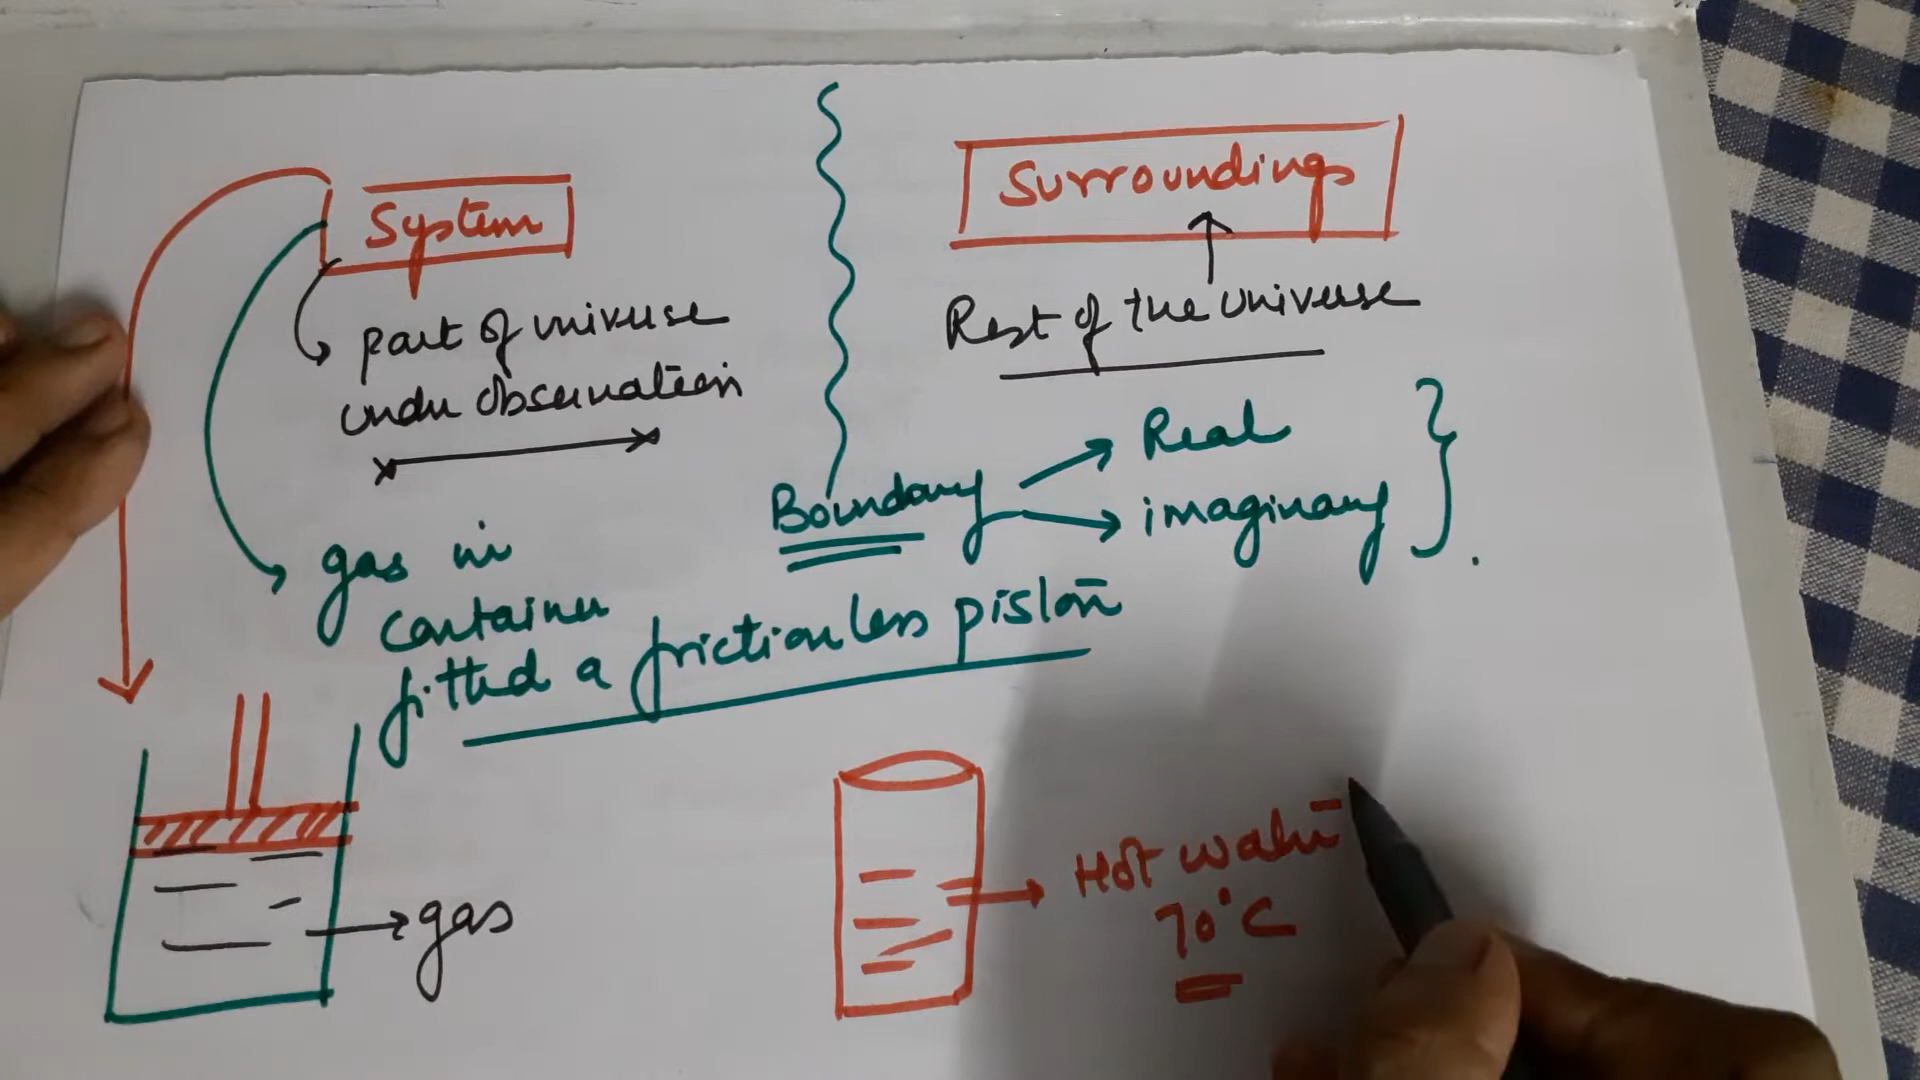 System
part of universe
under observation
Surroundings
Rest of the universe
Boundary
Real
imaginary
gas in
container
fitted a frictionless piston
gas
Hot water
70°C